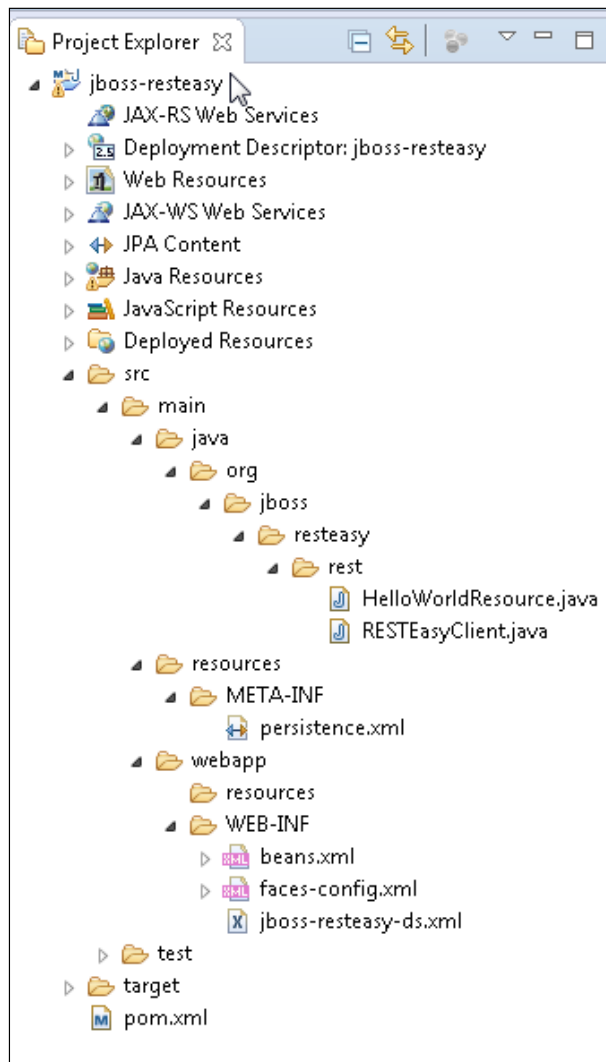 Project Explorer
jboss-resteasy
JAX-RS Web Services
Deployment Descriptor: jboss-resteasy
Web Resources
JAX-WS Web Services
JPA Content
Java Resources
JavaScript Resources
Deployed Resources
src
main
java
org
jboss
resteasy
rest
HelloWorldResource.java
RESTEasyClient.java
resources
META-INF
persistence.xml
webapp
resources
WEB-INF
beans.xml
faces-config.xml
jboss-resteasy-ds.xml
test
target
pom.xml